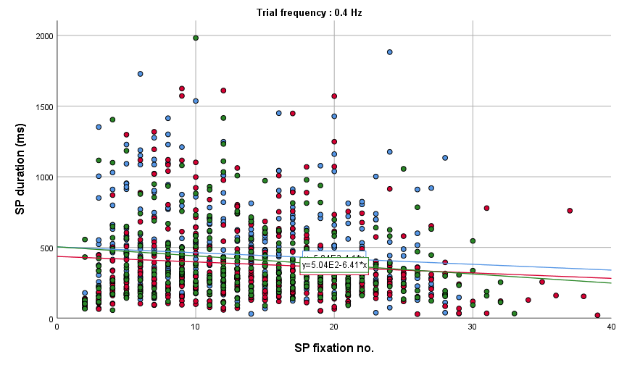 Trial frequency : 0.4 Hz
2000
1500
1000
500
0
SP duration (ms)
y=5.04E2-6.41*x
0
10
20
30
40
SP fixation no.